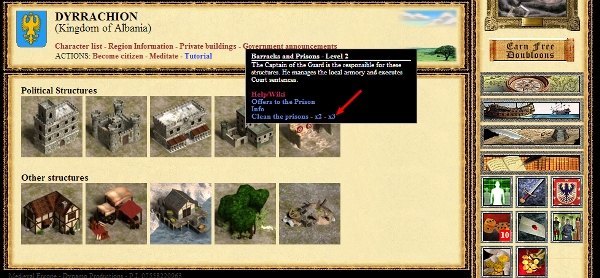 DYRRACHION
(Kingdom of Albania)
Character list - Region Information - Private buildings - Government announcements
ACTIONS: Become citizen - Meditate - Tutorial
Barracks and Prisons - Level 2
The Captain of the Guard is the responsible for these
structures. He manages the local armory and executes
Court sentences.
Help/Wiki
Offers to the Prison
Info
Clean the prisons - x2 - x3
Political Structures
Other structures
Earn Free
Doubloons
10
Medieval Europe - Dynamo Productions - P.I.